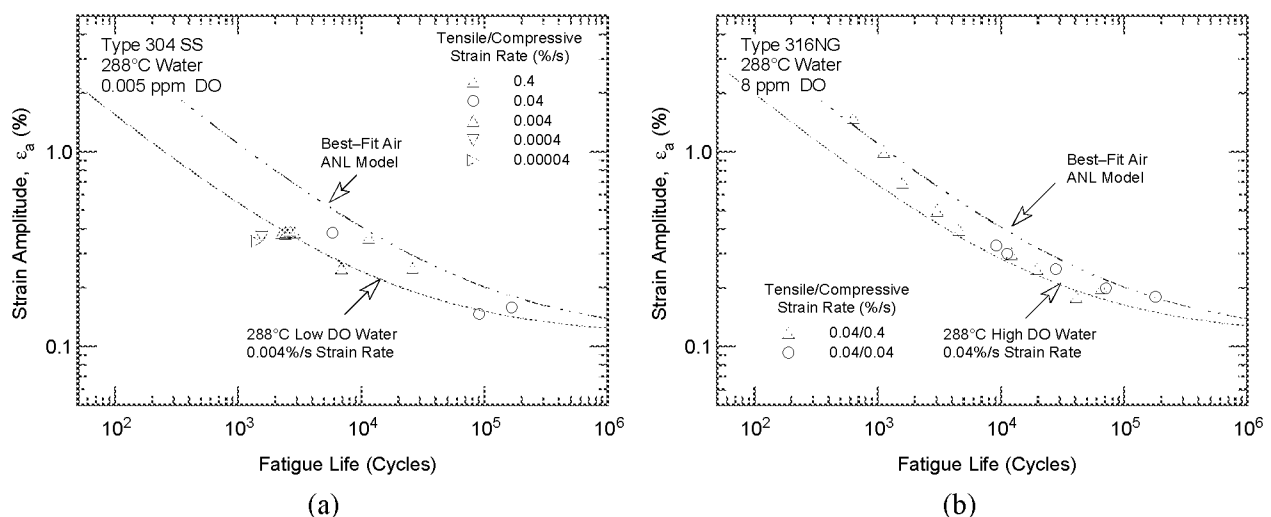 Type 304 SS
288°C Water
0.005 ppm DO
Tensile/Compressive
Strain Rate (%/s)
0.4
0.04
0.004
0.0004
0.00004
Best–Fit Air
ANL Model
288°C Low DO Water
0.004%/s Strain Rate
1.0
0.1
Strain Amplitude, εa (%)
10² 10³ 10⁴ 10⁵ 10⁶
Fatigue Life (Cycles)
(a)
Type 316NG
288°C Water
8 ppm DO
Best–Fit Air
ANL Model
Tensile/Compressive
Strain Rate (%/s)
0.04/0.4
0.04/0.04
288°C High DO Water
0.04%/s Strain Rate
1.0
0.1
Strain Amplitude, εa (%)
10² 10³ 10⁴ 10⁵ 10⁶
Fatigue Life (Cycles)
(b)